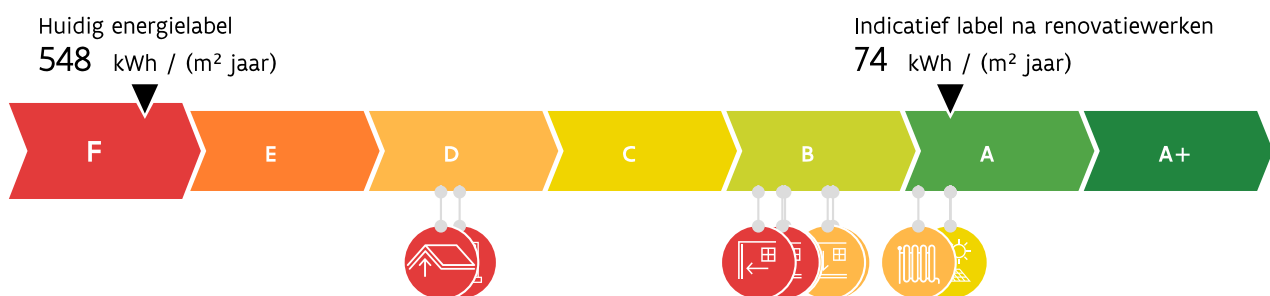 Huidig energielabel
548 kWh / (m² jaar)
Indicatief label na renovatiewerken
74 kWh / (m² jaar)
F E D C B A A+